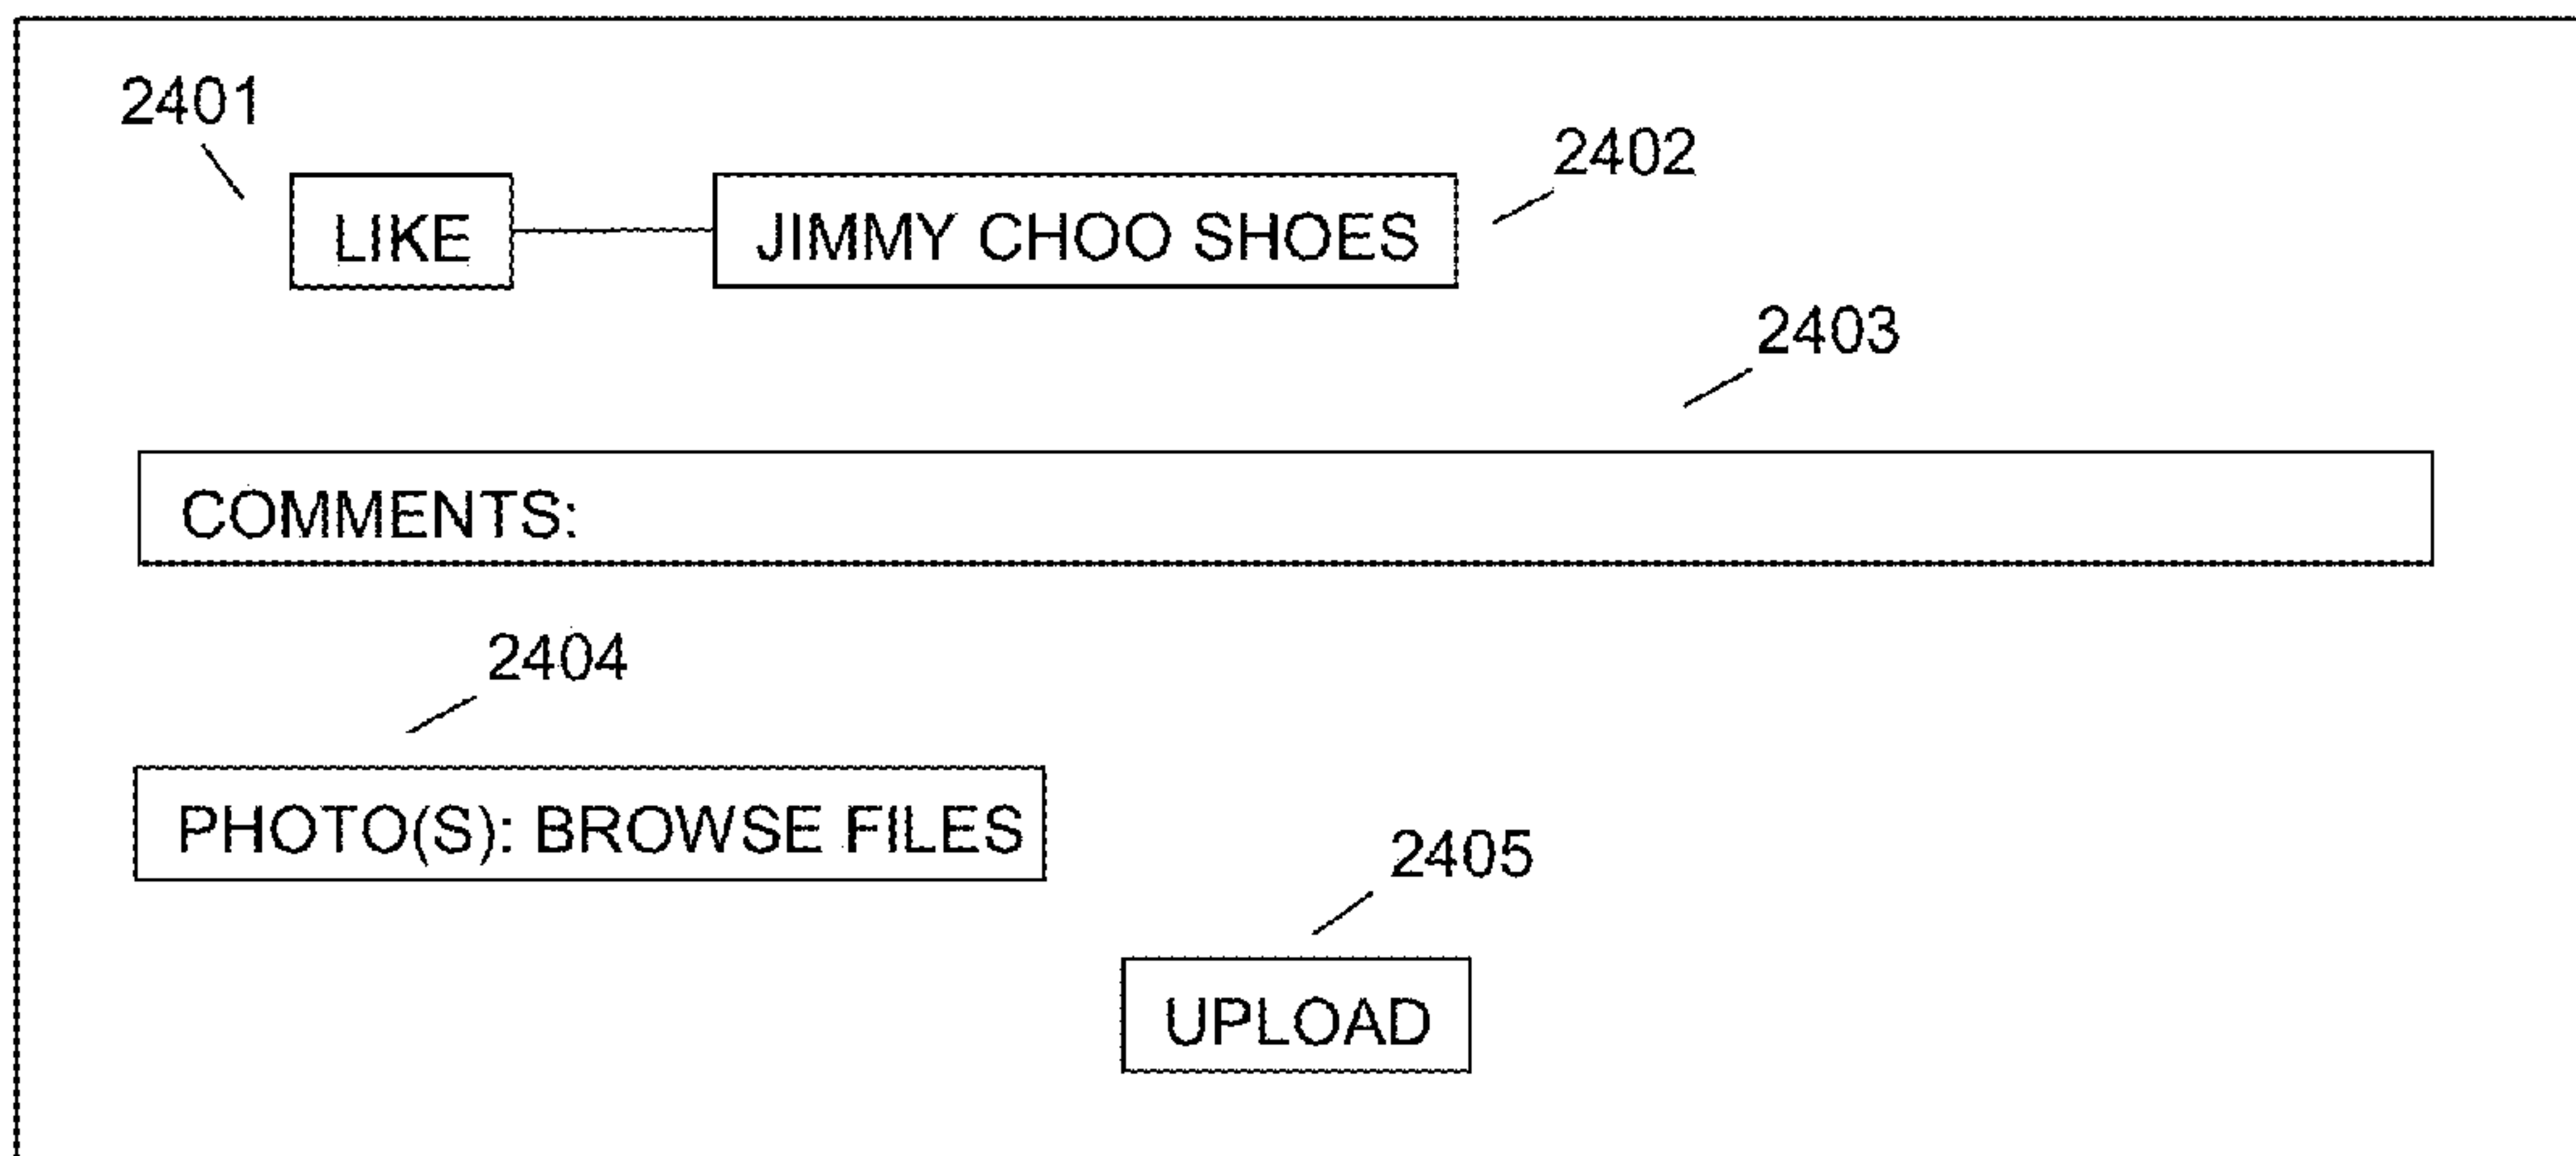 2401
2402
LIKE
JIMMY CHOO SHOES
2403
COMMENTS:
2404
PHOTO(S): BROWSE FILES
2405
UPLOAD